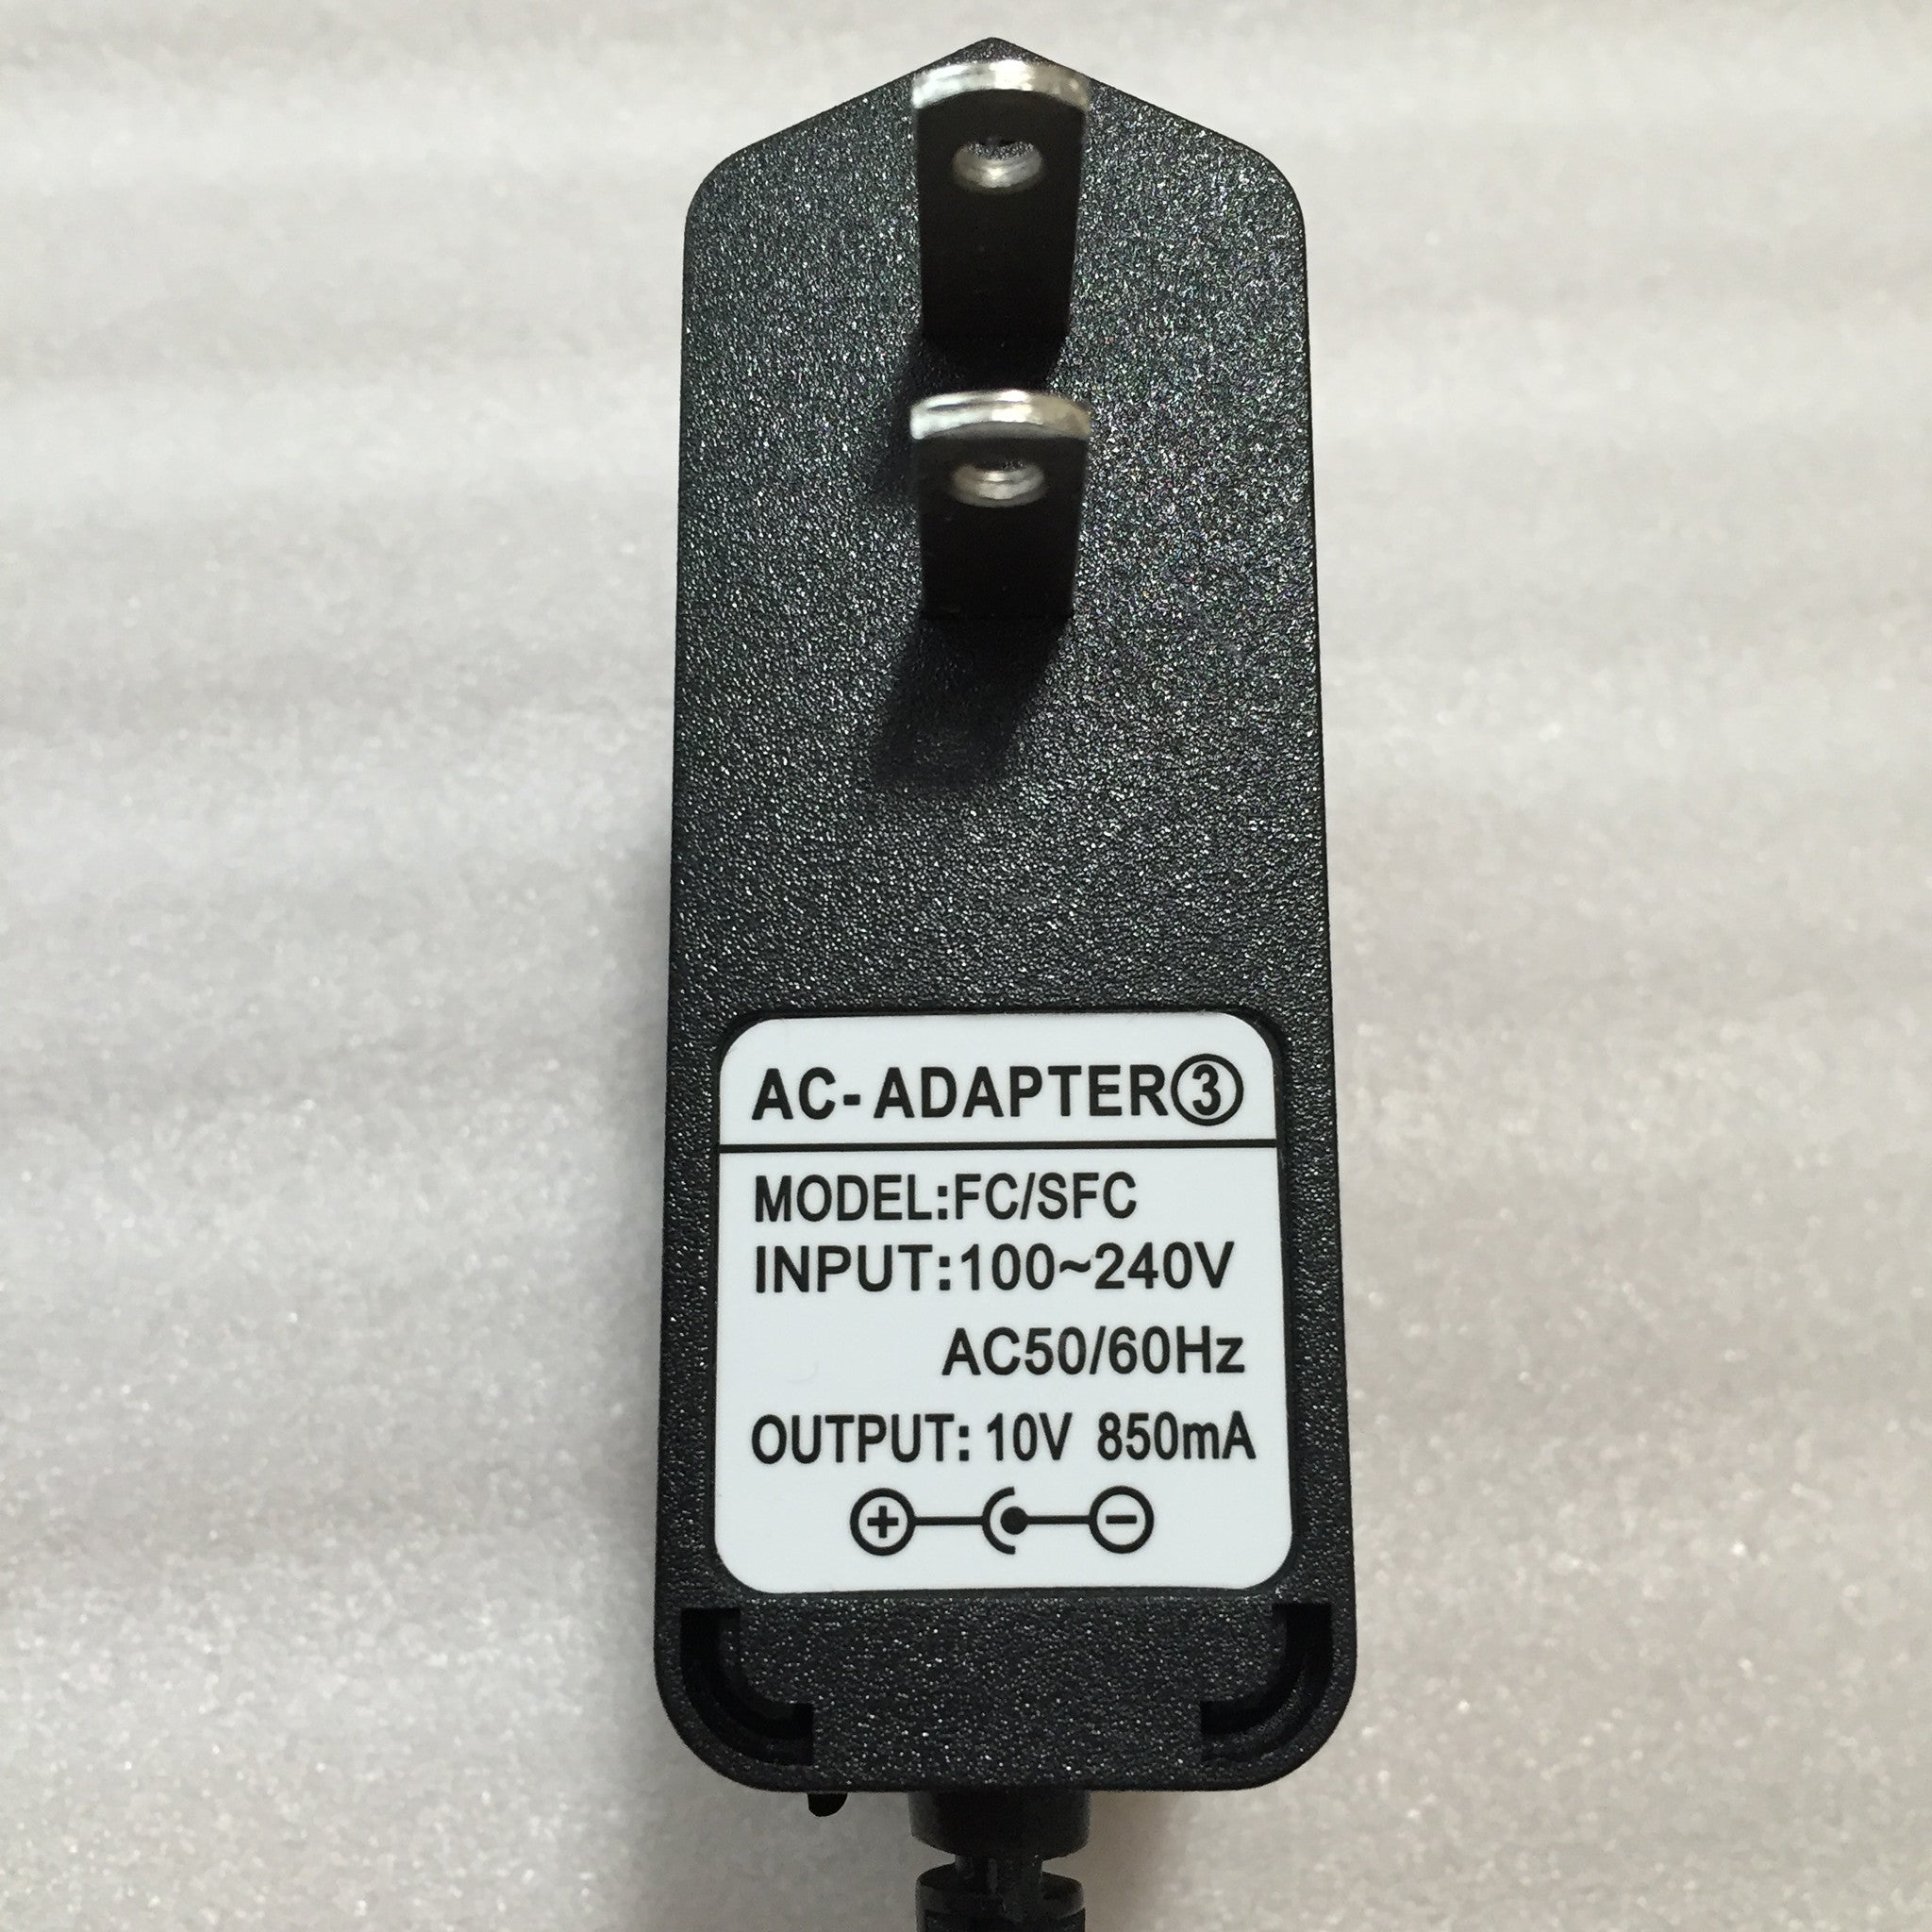 AC-ADAPTER③
MODEL:FC/SFC
INPUT:100~240V
AC50/60Hz
OUTPUT: 10V 850mA